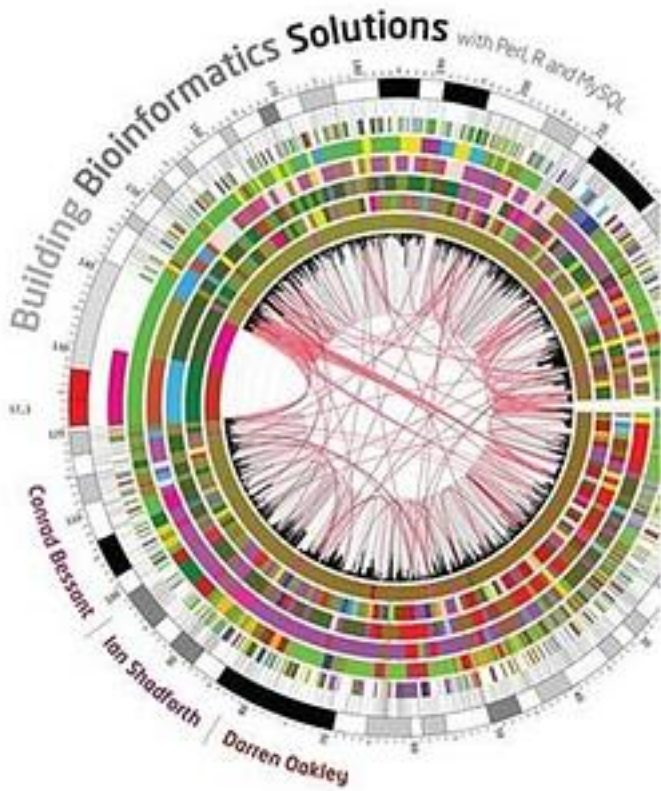 Building Bioinformatics Solutions
with Perl, R and MySQL
Conrad Bessant
Ian Shadforth
Darren Oakley